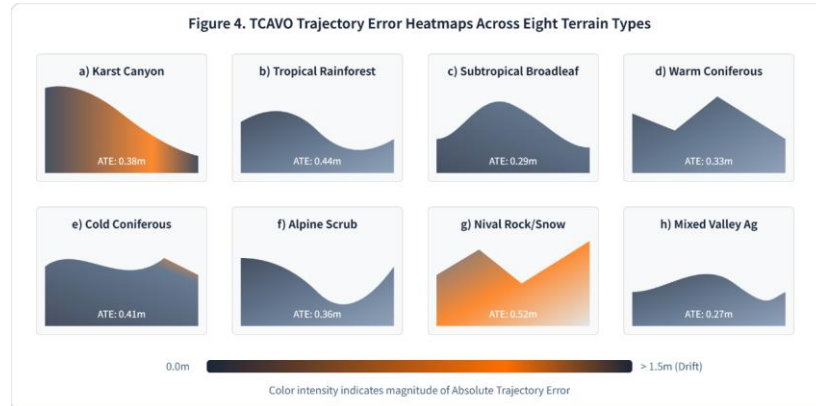 Figure 4. TCAVO Trajectory Error Heatmaps Across Eight Terrain Types
a) Karst Canyon
ATE: 0.38m
b) Tropical Rainforest
ATE: 0.44m
c) Subtropical Broadleaf
ATE: 0.29m
d) Warm Coniferous
ATE: 0.33m
e) Cold Coniferous
ATE: 0.41m
f) Alpine Scrub
ATE: 0.36m
g) Nival Rock/Snow
ATE: 0.52m
h) Mixed Valley Ag
ATE: 0.27m
0.0m
> 1.5m (Drift)
Color intensity indicates magnitude of Absolute Trajectory Error